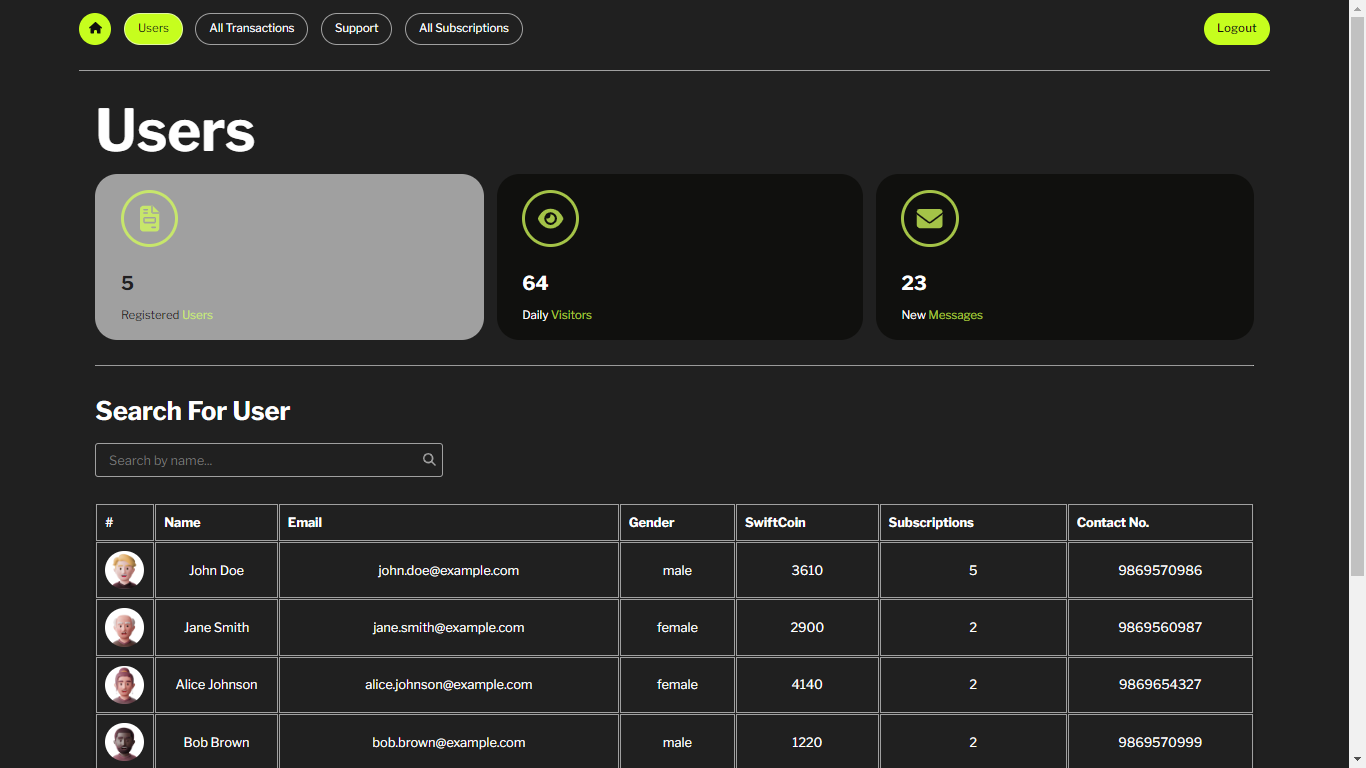 Users All Transactions Support All Subscriptions Logout
Users
5 64 23
Registered Users Daily Visitors New Messages
Search For User
Search by name...
# Name Email Gender SwiftCoin Subscriptions Contact No.
John Doe john.doe@example.com male 3610 5 9869570986
Jane Smith jane.smith@example.com female 2900 2 9869560987
Alice Johnson alice.johnson@example.com female 4140 2 9869654327
Bob Brown bob.brown@example.com male 1220 2 9869570999